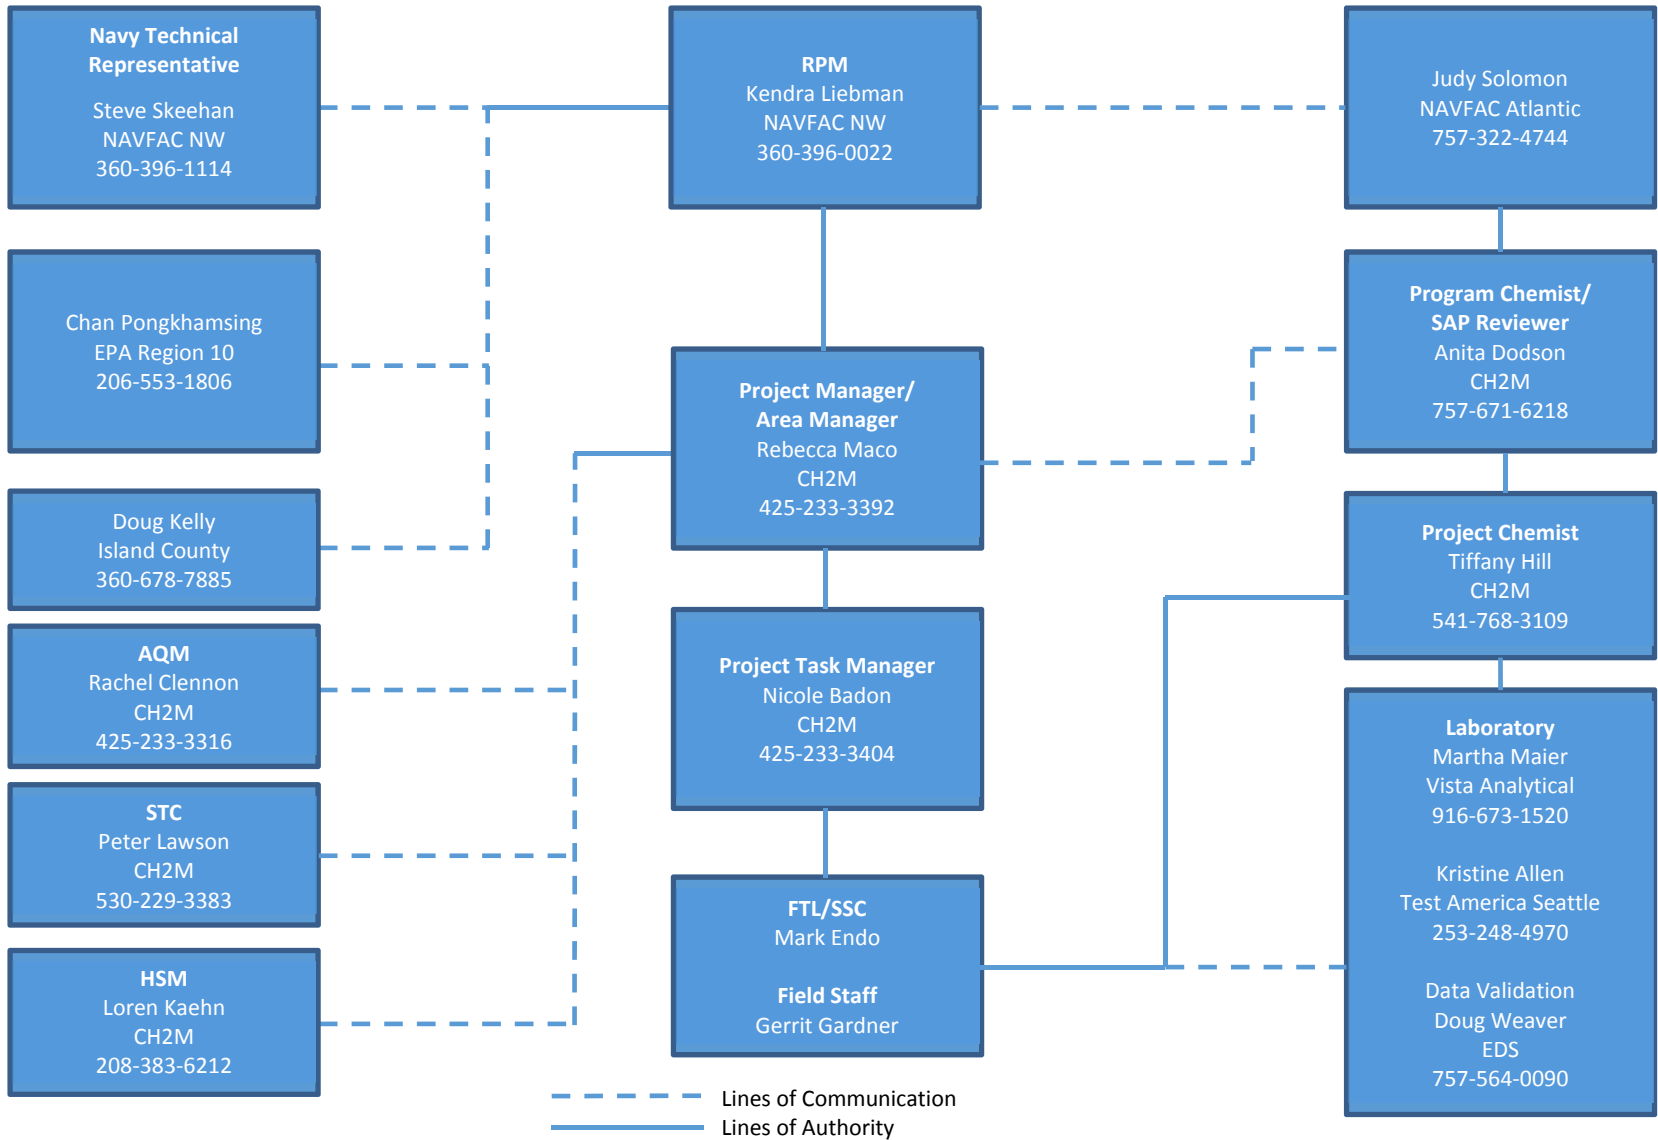 Navy Technical
Representative
Steve Skeehan
NAVFAC NW
360-396-1114
RPM
Kendra Liebman
NAVFAC NW
360-396-0022
Judy Solomon
NAVFAC Atlantic
757-322-4744
Chan Pongkhamsing
EPA Region 10
206-553-1806
Project Manager/
Area Manager
Rebecca Maco
CH2M
425-233-3392
Program Chemist/
SAP Reviewer
Anita Dodson
CH2M
757-671-6218
Doug Kelly
Island County
360-678-7885
Project Chemist
Tiffany Hill
CH2M
541-768-3109
AQM
Rachel Clennon
CH2M
425-233-3316
Project Task Manager
Nicole Badon
CH2M
425-233-3404
Laboratory
Martha Maier
Vista Analytical
916-673-1520
Kristine Allen
Test America Seattle
253-248-4970
Data Validation
Doug Weaver
EDS
757-564-0090
STC
Peter Lawson
CH2M
530-229-3383
FTL/SSC
Mark Endo
Field Staff
Gerrit Gardner
HSM
Loren Kaehn
CH2M
208-383-6212
Lines of Communication
Lines of Authority